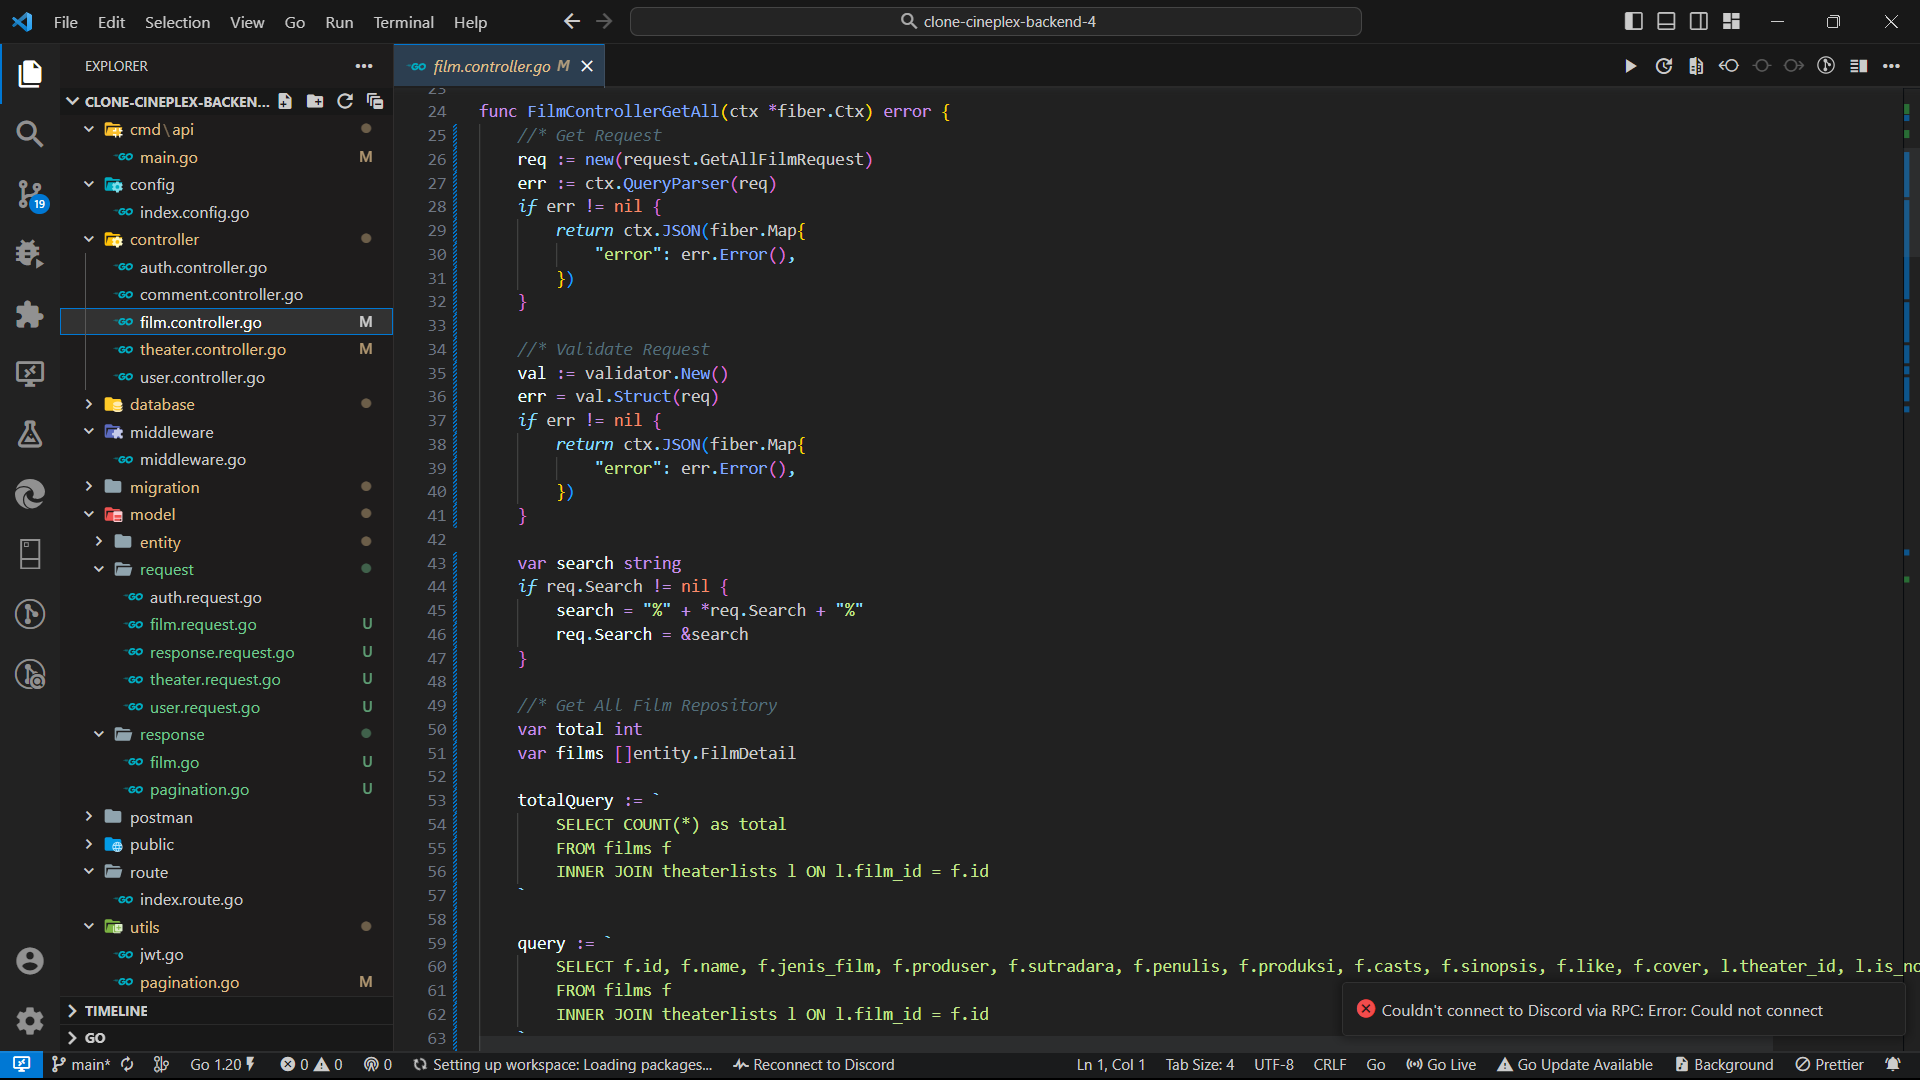 File Edit Selection View Go Run Terminal Help
clone-cineplex-backend-4
EXPLORER
CLONE-CINEPLEX-BACKEN...
cmd\api
main.go M
config
index.config.go
controller
auth.controller.go
comment.controller.go
film.controller.go M
theater.controller.go M
user.controller.go
database
middleware
middleware.go
migration
model
entity
request
auth.request.go
film.request.go U
response.request.go U
theater.request.go U
user.request.go U
response
film.go U
pagination.go U
postman
public
route
index.route.go
utils
jwt.go
pagination.go M
TIMELINE
GO
19
film.controller.go M
23
24 func FilmControllerGetAll(ctx *fiber.Ctx) error {
25 //* Get Request
26 req := new(request.GetAllFilmRequest)
27 err := ctx.QueryParser(req)
28 if err != nil {
29 return ctx.JSON(fiber.Map{
30 "error": err.Error(),
31 })
32 }
33
34 //* Validate Request
35 val := validator.New()
36 err = val.Struct(req)
37 if err != nil {
38 return ctx.JSON(fiber.Map{
39 "error": err.Error(),
40 })
41 }
42
43 var search string
44 if req.Search != nil {
45 search = "%" + *req.Search + "%"
46 req.Search = &search
47 }
48
49 //* Get All Film Repository
50 var total int
51 var films []entity.FilmDetail
52
53 totalQuery := `
54 SELECT COUNT(*) as total
55 FROM films f
56 INNER JOIN theaterlists l ON l.film_id = f.id
57 `
58
59 query := `
60 SELECT f.id, f.name, f.jenis_film, f.produser, f.sutradara, f.penulis, f.produksi, f.casts, f.sinopsis, f.like, f.cover, l.theater_id, l.is_no
61 FROM films f
62 INNER JOIN theaterlists l ON l.film_id = f.id
63 `
Couldn't connect to Discord via RPC: Error: Could not connect
main* Go 1.20 0 0 0 Setting up workspace: Loading packages... Reconnect to Discord Ln 1, Col 1 Tab Size: 4 UTF-8 CRLF Go Go Live Go Update Available Background Prettier